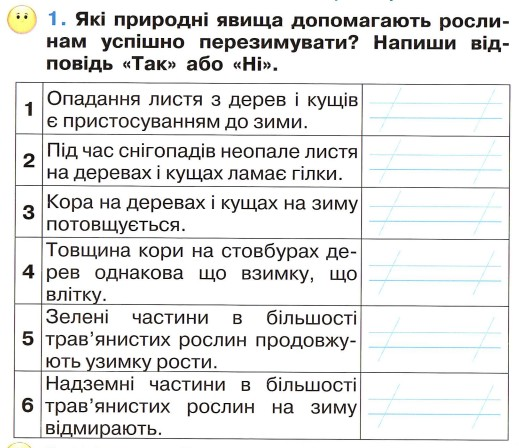 1. Які природні явища допомагають росли-
нам успішно перезимувати? Напиши від-
повідь «Так» або «Ні».
1 Опадання листя з дерев і кущів
є пристосуванням до зими.
2 Під час снігопадів неопале листя
на деревах і кущах ламає гілки.
3 Кора на деревах і кущах на зиму
потовщується.
4 Товщина кори на стовбурах де-
рев однакова що взимку, що
влітку.
5 Зелені частини в більшості
трав’янистих рослин продовжу-
ють узимку рости.
6 Надземні частини в більшості
трав’янистих рослин на зиму
відмирають.